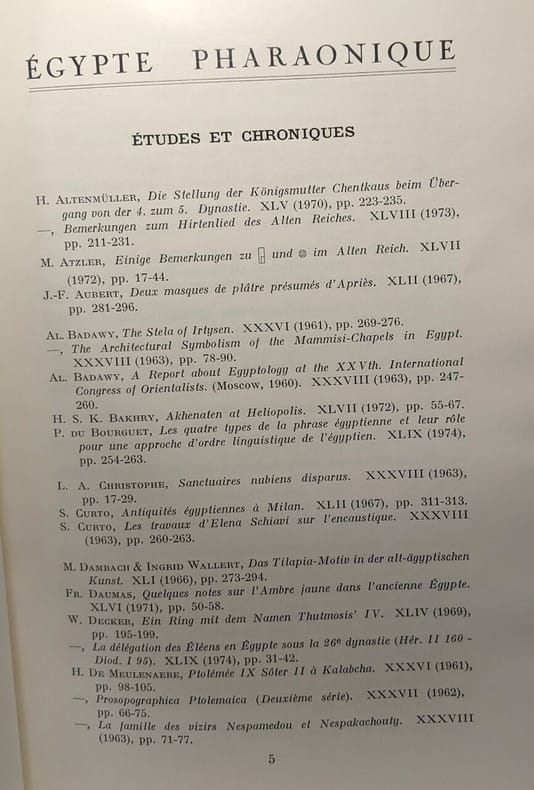 ÉGYPTE PHARAONIQUE
ÉTUDES ET CHRONIQUES
H. ALTENMÜLLER, Die Stellung der Königsmutter Chentkaus beim Über-
gang von der 4. zum 5. Dynastie. XLV (1970), pp. 223-235.
—, Bemerkungen zum Hirtenlied des Alten Reiches. XLVIII (1973),
pp. 211-231.
M. ATZLER, Einige Bemerkungen zu 𓉗 und 𓊖 im Alten Reich. XLVII
(1972), pp. 17-44.
J.-F. AUBERT, Deux masques de plâtre présumés d'Apriès. XLII (1967),
pp. 281-296.
AL. BADAWY, The Stela of Irtysen. XXXVI (1961), pp. 269-276.
—, The Architectural Symbolism of the Mammisi-Chapels in Egypt.
XXXVIII (1963), pp. 78-90.
AL. BADAWY, A Report about Egyptology at the XXVth. International
Congress of Orientalists. (Moscow, 1960). XXXVIII (1963), pp. 247-
260.
H. S. K. BAKHRY, Akhenaten at Heliopolis. XLVII (1972), pp. 55-67.
P. DU BOURGUET, Les quatre types de la phrase égyptienne et leur rôle
pour une approche d'ordre linguistique de l'égyptien. XLIX (1974),
pp. 254-263.
L. A. CHRISTOPHE, Sanctuaires nubiens disparus. XXXVIII (1963),
pp. 17-29.
S. CURTO, Antiquités égyptiennes à Milan. XLII (1967), pp. 311-313.
S. CURTO, Les travaux d'Elena Schiavi sur l'encaustique. XXXVIII
(1963), pp. 260-263.
M. DAMBACH & INGRID WALLERT, Das Tilapia-Motiv in der alt-ägyptischen
Kunst. XLI (1966), pp. 273-294.
FR. DAUMAS, Quelques notes sur l'Ambre jaune dans l'ancienne Égypte.
XLVI (1971), pp. 50-58.
W. DECKER, Ein Ring mit dem Namen Thutmosis' IV. XLIV (1969),
pp. 195-199.
—, La délégation des Éléens en Égypte sous la 26e dynastie (Hér. II 160 -
Diod. I 95). XLIX (1974), pp. 31-42.
H. DE MEULENAERE, Ptolémée IX Sôter II à Kalabcha. XXXVI (1961),
pp. 98-105.
—, Prosopographica Ptolemaica (Deuxième série). XXXVII (1962),
pp. 66-75.
—, La famille des vizirs Nespamedou et Nespakachouty. XXXVIII
(1963), pp. 71-77.
5